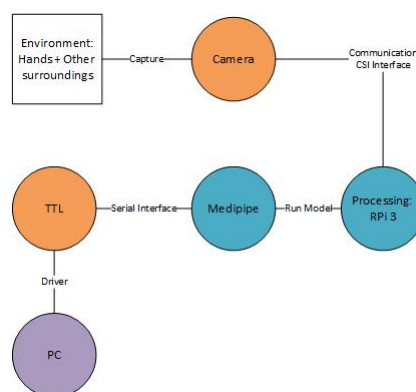 Environment:
Hands+ Other
surroundings
Capture
Camera
Communication
CSI Interface
TTL
Serial Interface
Medipipe
Run Model
Processing:
RPi 3
Driver
PC